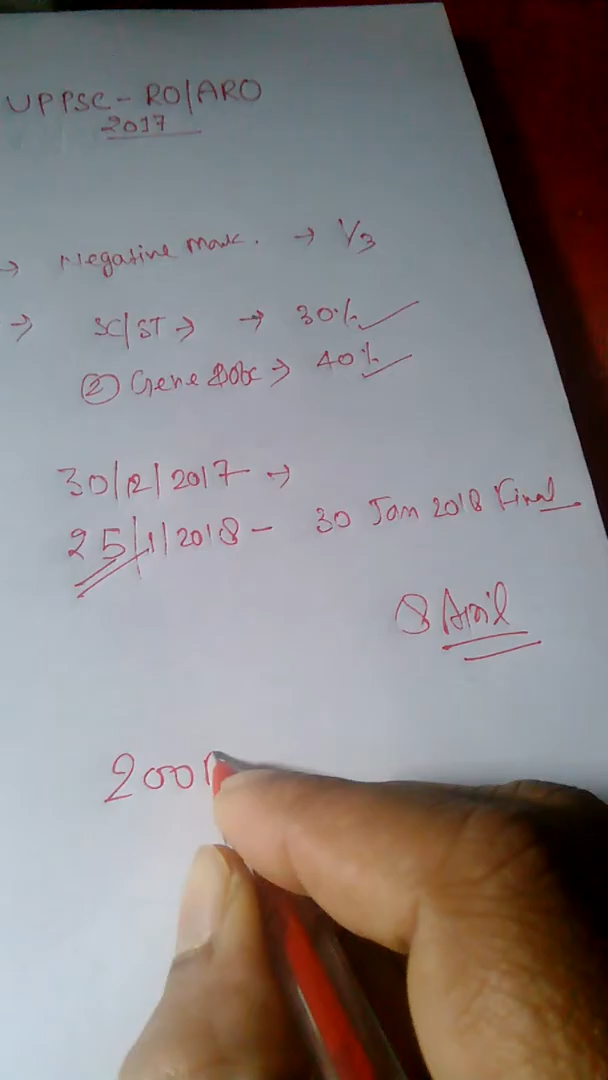 UPPSC - RO/ARO
2017
→ Negative Mark. → 1/3
→ SC/ST → → 30%
② Gene &Obc → 40%
30/12/2017 →
25/1/2018 - 30 Jan 2018 Final
8 April
200